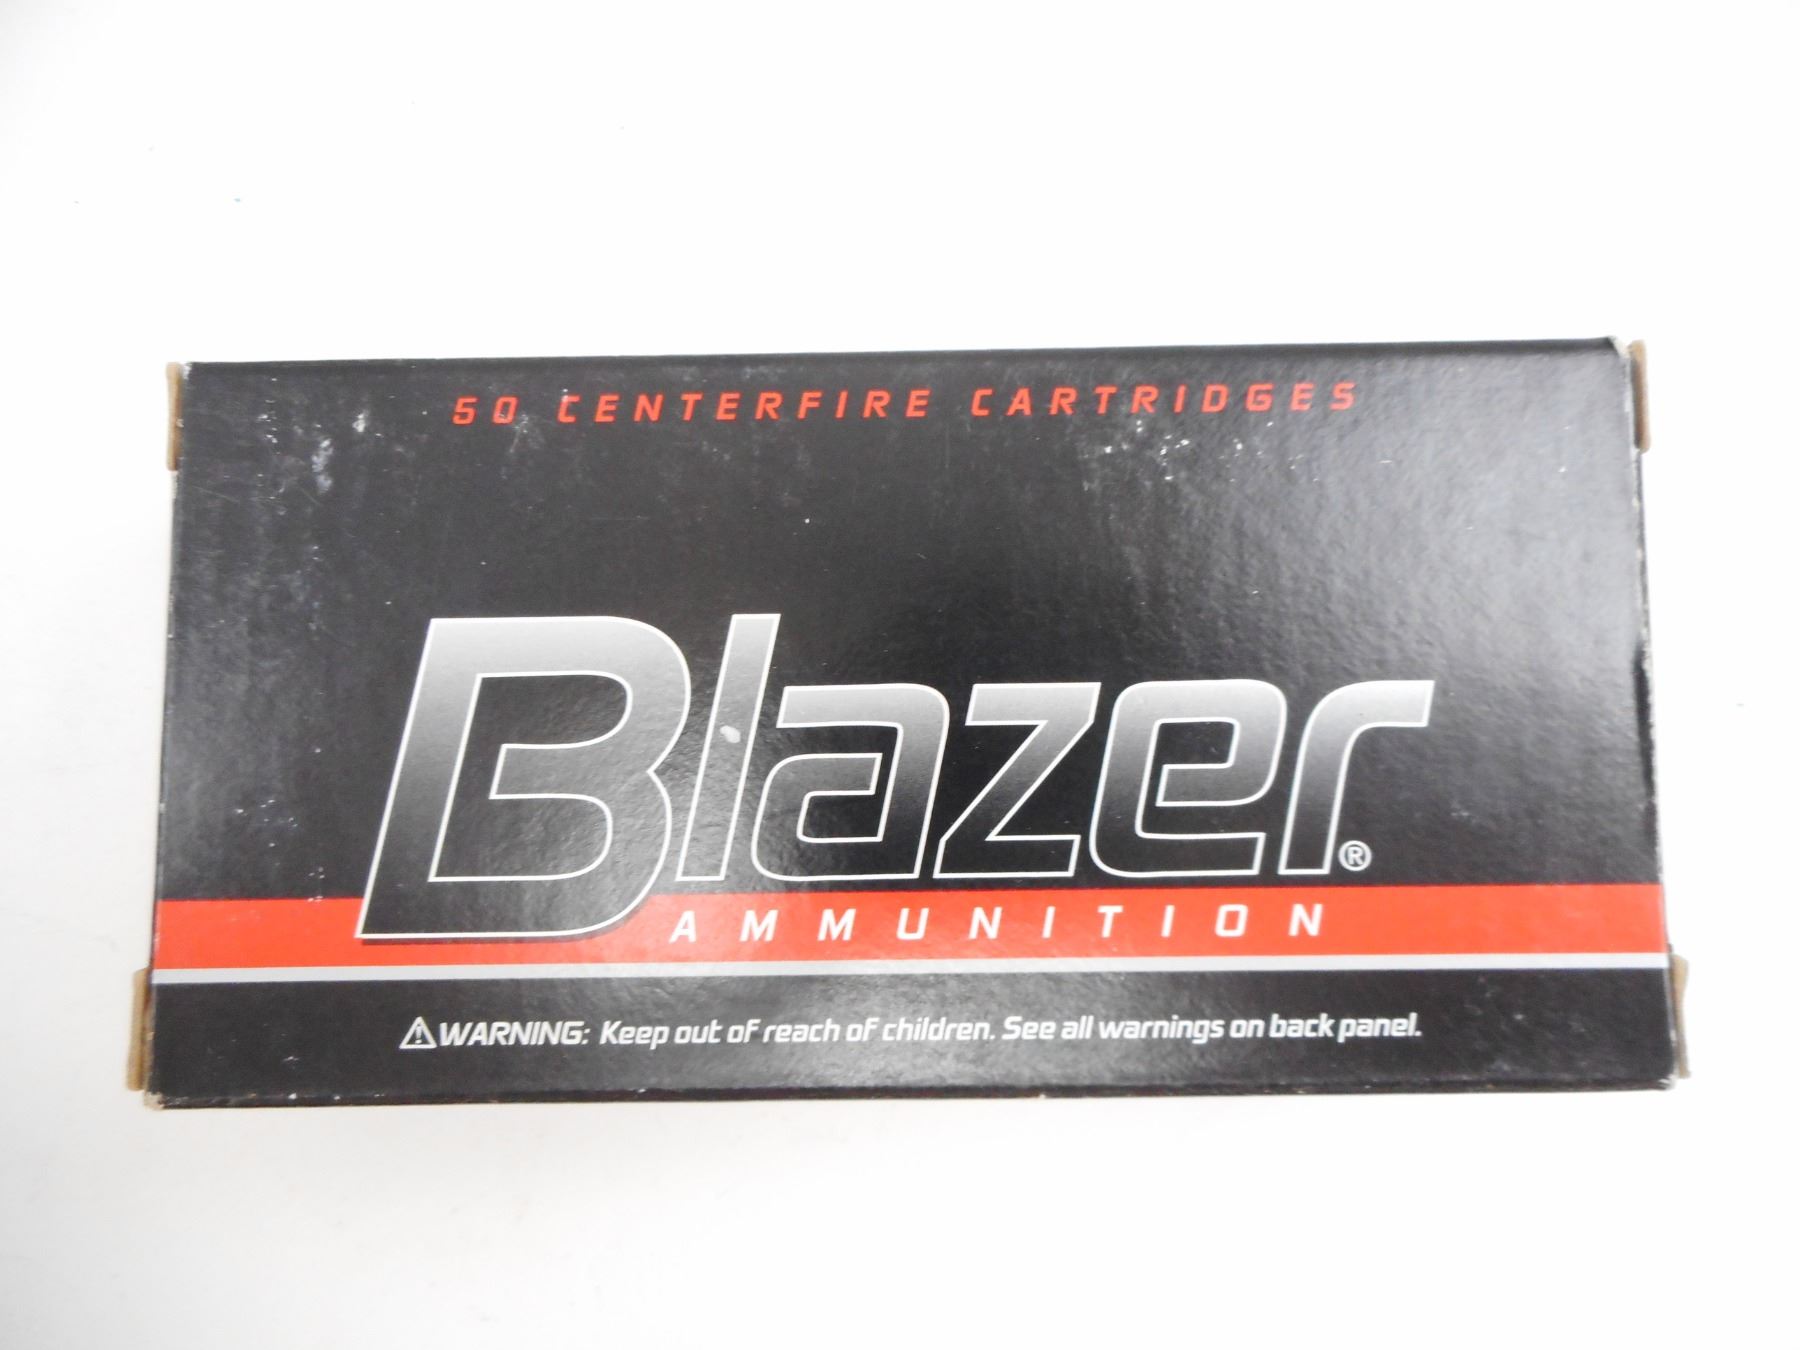 50 CENTERFIRE CARTRIDGES
Blazer®
AMMUNITION
⚠WARNING: Keep out of reach of children. See all warnings on back panel.